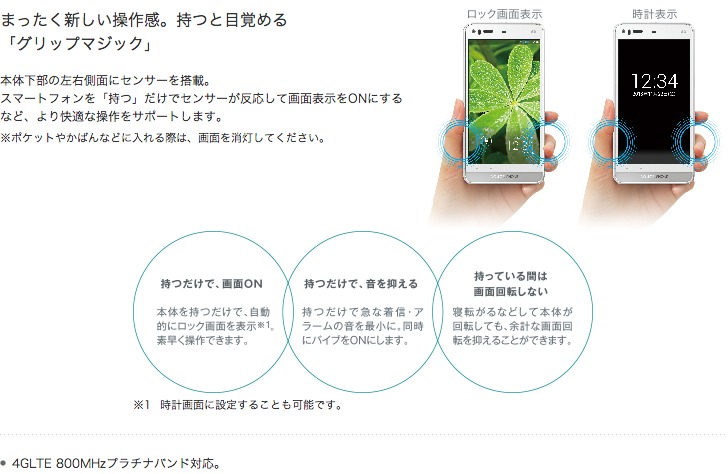 まったく新しい操作感。持つと目覚める
「グリップマジック」
本体下部の左右側面にセンサーを搭載。
スマートフォンを「持つ」だけでセンサーが反応して画面表示をONにする
など、より快適な操作をサポートします。
※ポケットやかばんなどに入れる際は、画面を消灯してください。
ロック画面表示
時計表示
12:34
持つだけで、画面ON
本体を持つだけで、自動
的にロック画面を表示※1。
素早く操作できます。
持つだけで、音を抑える
持つだけで急な着信・ア
ラームの音を最小に。同時
にバイブをONにします。
持っている間は
画面回転しない
寝転がるなどして本体が
回転しても、余計な画面回
転を抑えることができます。
※1 時計画面に設定することも可能です。
● 4GLTE 800MHzプラチナバンド対応。